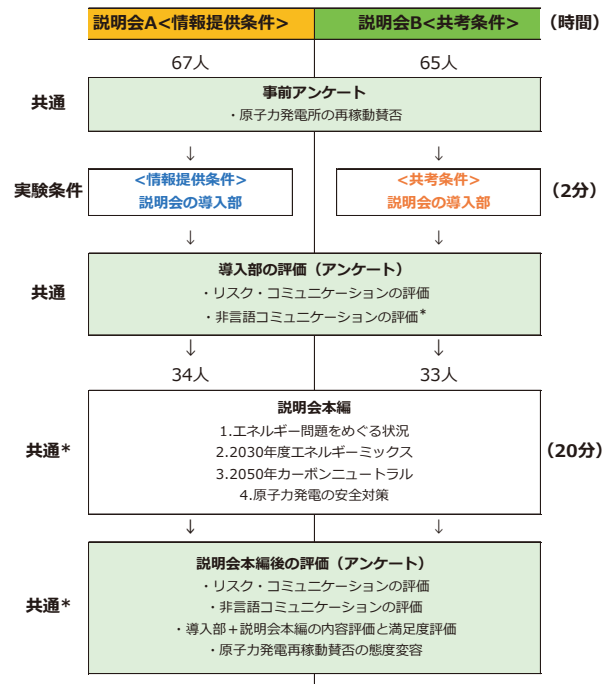 説明会A<情報提供条件> 説明会B<共考条件> (時間)
67人 65人
共通
事前アンケート
・原子力発電所の再稼動賛否
↓ ↓
実験条件
<情報提供条件> <共考条件>
説明会の導入部 説明会の導入部
(2分)
↓ ↓
共通
導入部の評価（アンケート）
・リスク・コミュニケーションの評価
・非言語コミュニケーションの評価*
↓ ↓
34人 33人
共通*
説明会本編
1.エネルギー問題をめぐる状況
2.2030年度エネルギーミックス
3.2050年カーボンニュートラル
4.原子力発電の安全対策
(20分)
↓ ↓
共通*
説明会本編後の評価（アンケート）
・リスク・コミュニケーションの評価
・非言語コミュニケーションの評価
・導入部＋説明会本編の内容評価と満足度評価
・原子力発電再稼動賛否の態度変容